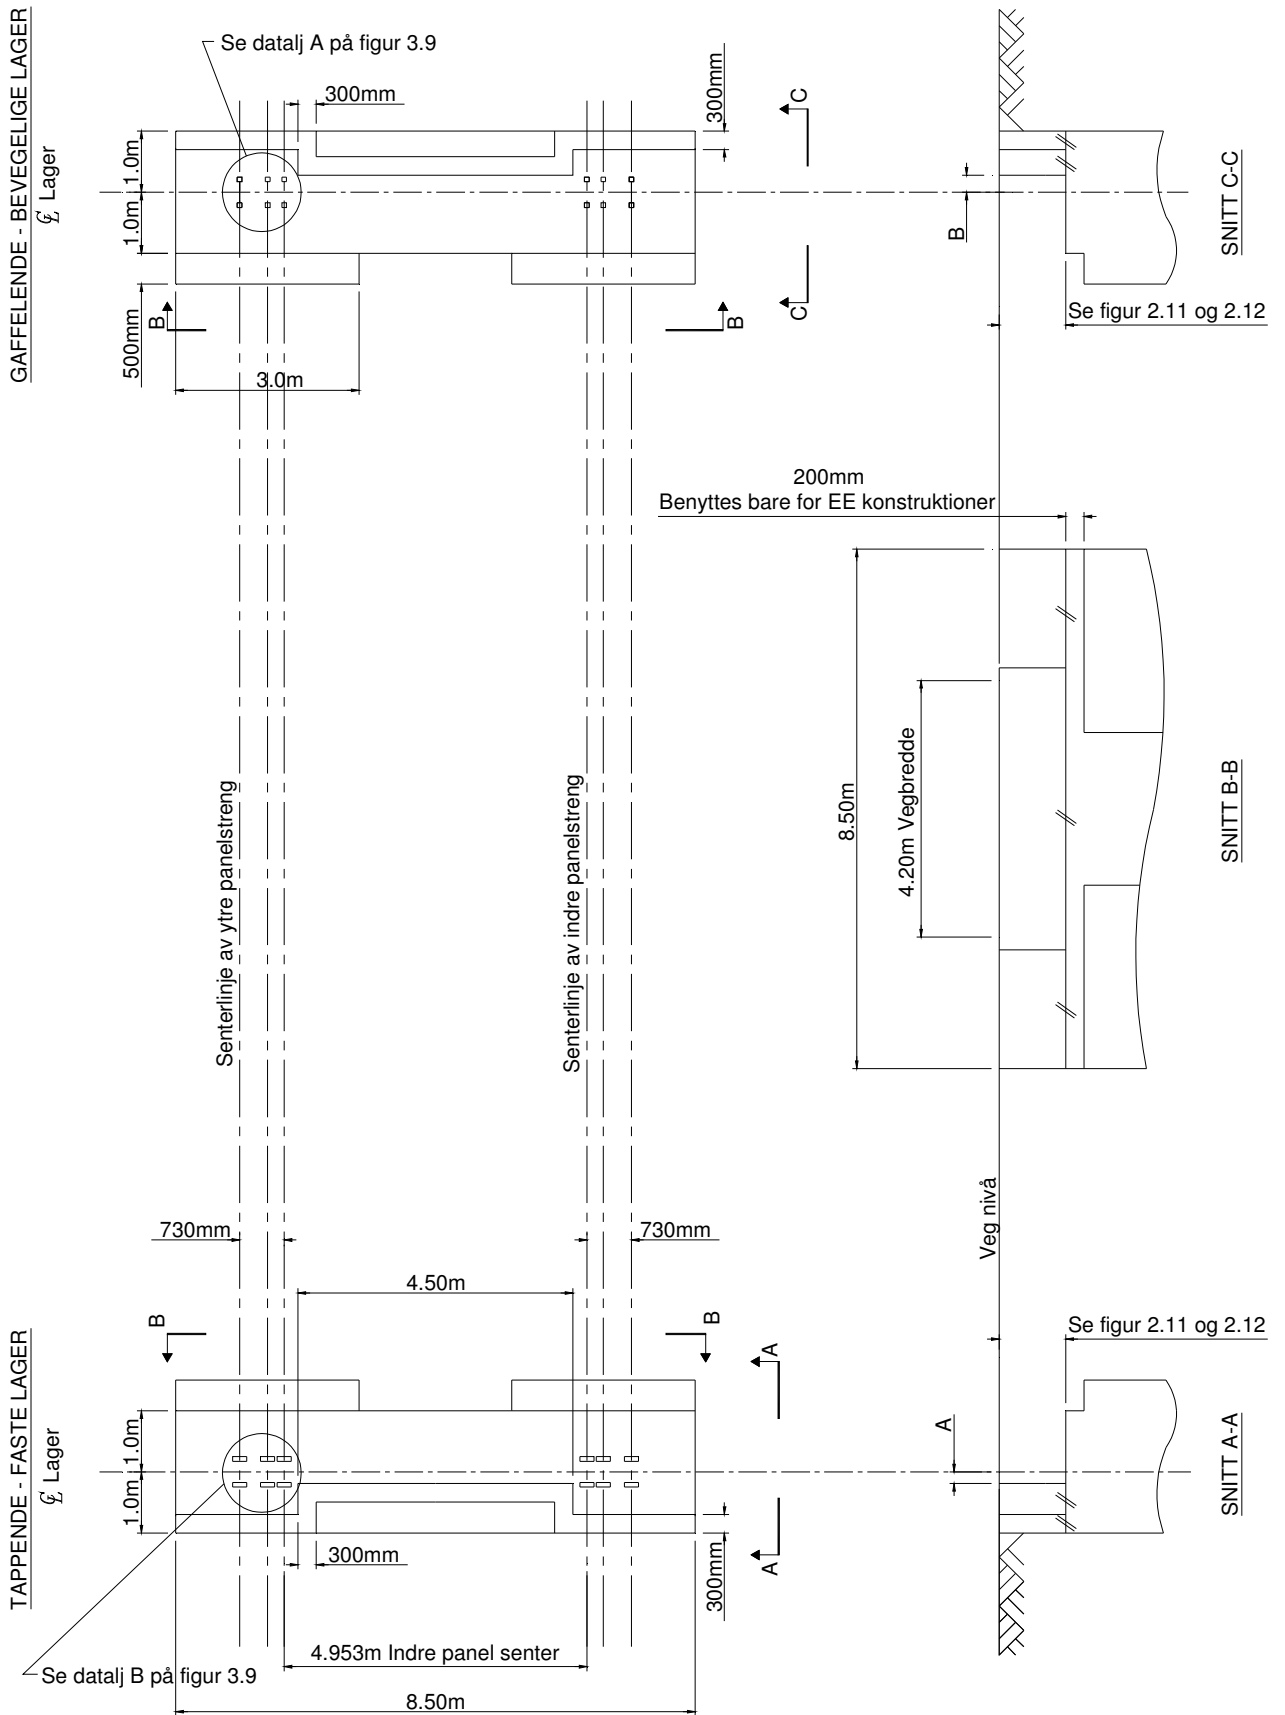 GAFFELENDE - BEVEGELIGE LAGER
℄ Lager
Se datalj A på figur 3.9
300mm
300mm
1.0m
1.0m
500mm
3.0m
B
B
C
C
B
SNITT C-C
Se figur 2.11 og 2.12
200mm
Benyttes bare for EE konstruktioner
8.50m
4.20m Vegbredde
SNITT B-B
Senterlinje av ytre panelstreng
Senterlinje av indre panelstreng
Veg nivå
730mm
730mm
4.50m
TAPPENDE - FASTE LAGER
℄ Lager
B
B
A
A
1.0m
1.0m
300mm
300mm
A
Se figur 2.11 og 2.12
SNITT A-A
4.953m Indre panel senter
Se datalj B på figur 3.9
8.50m